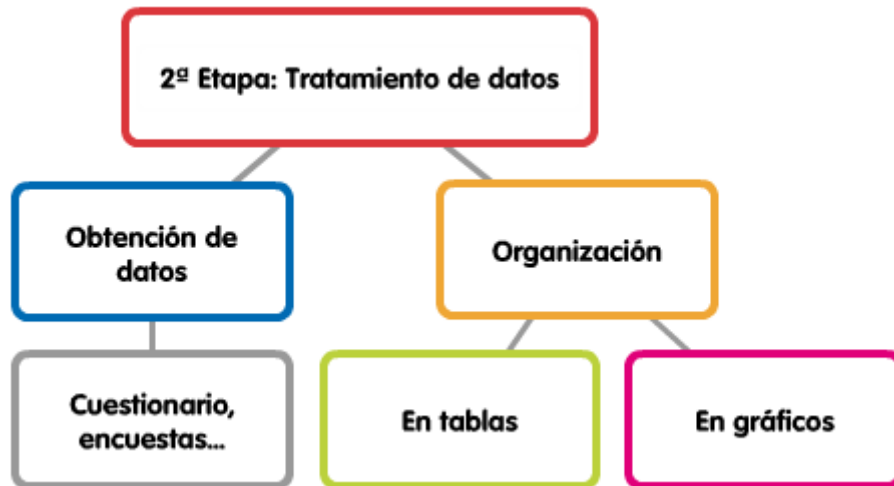 2ª Etapa: Tratamiento de datos
Obtención de
datos
Organización
Cuestionario,
encuestas...
En tablas
En gráficos